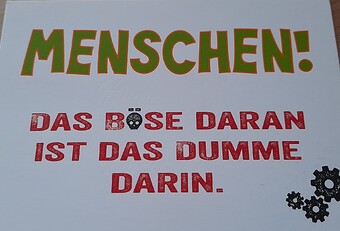 MENSCHEN!
DAS BÖSE DARAN
IST DAS DUMME
DARIN.